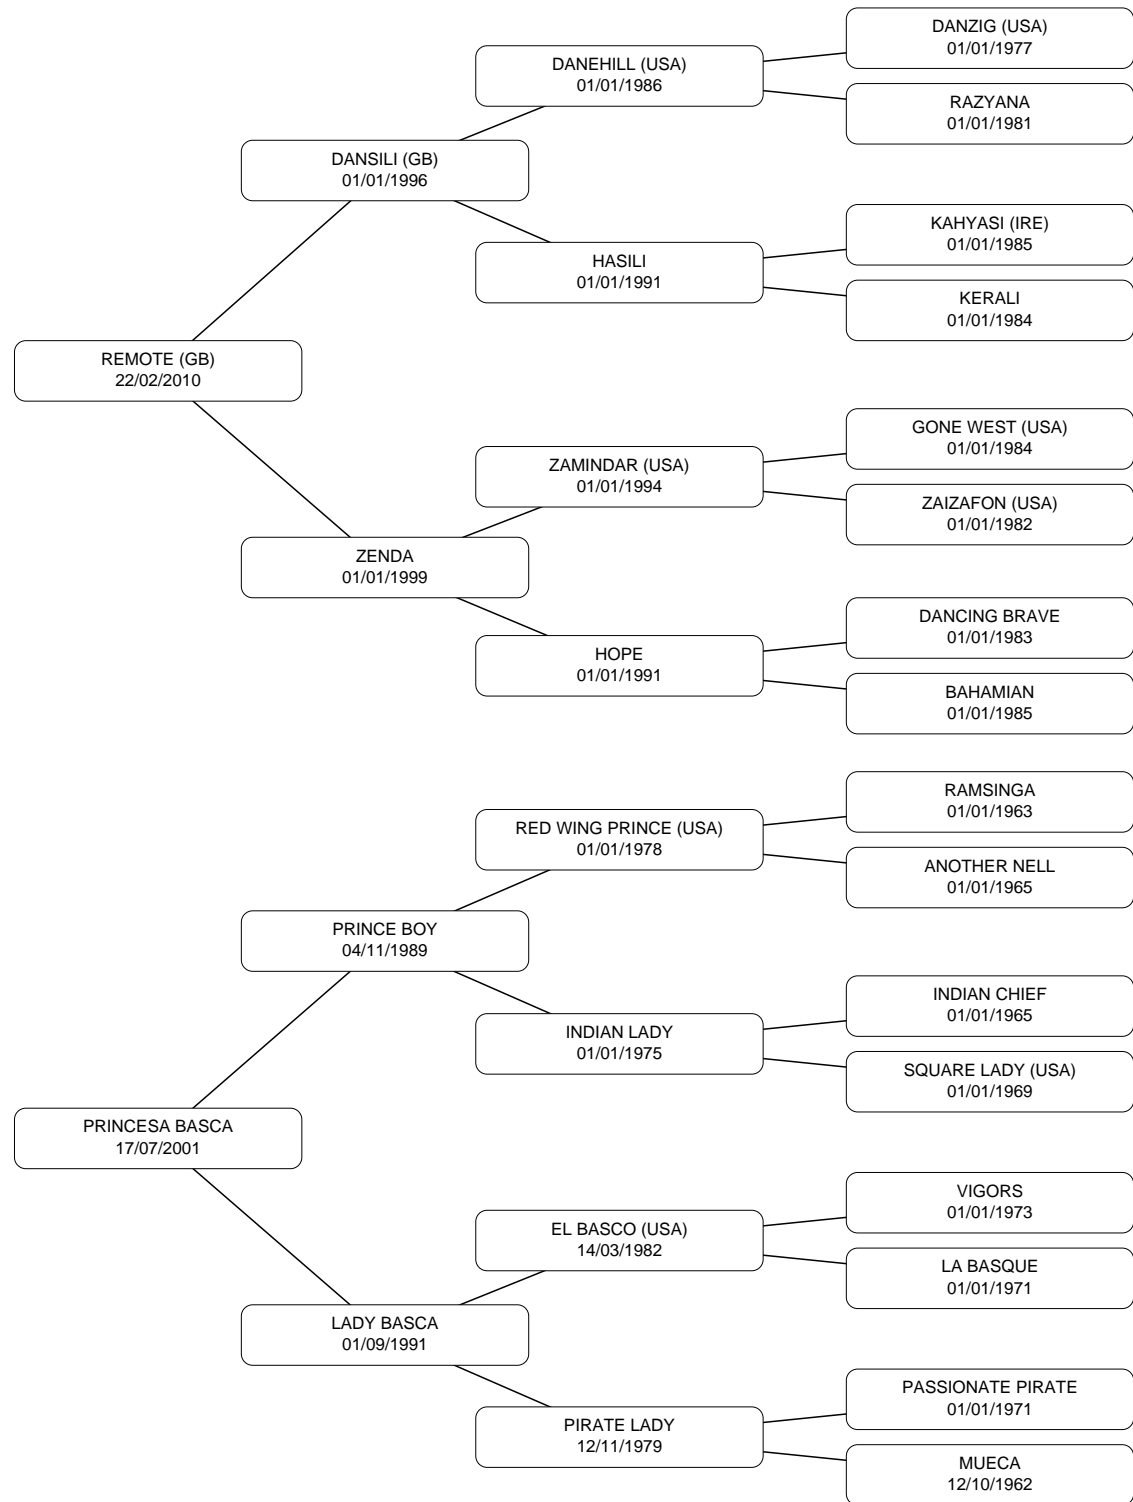 DANZIG (USA)
01/01/1977
DANEHILL (USA)
01/01/1986
RAZYANA
01/01/1981
DANSILI (GB)
01/01/1996
KAHYASI (IRE)
01/01/1985
HASILI
01/01/1991
KERALI
01/01/1984
REMOTE (GB)
22/02/2010
GONE WEST (USA)
01/01/1984
ZAMINDAR (USA)
01/01/1994
ZAIZAFON (USA)
01/01/1982
ZENDA
01/01/1999
DANCING BRAVE
01/01/1983
HOPE
01/01/1991
BAHAMIAN
01/01/1985
RAMSINGA
01/01/1963
RED WING PRINCE (USA)
01/01/1978
ANOTHER NELL
01/01/1965
PRINCE BOY
04/11/1989
INDIAN CHIEF
01/01/1965
INDIAN LADY
01/01/1975
SQUARE LADY (USA)
01/01/1969
PRINCESA BASCA
17/07/2001
VIGORS
01/01/1973
EL BASCO (USA)
14/03/1982
LA BASQUE
01/01/1971
LADY BASCA
01/09/1991
PASSIONATE PIRATE
01/01/1971
PIRATE LADY
12/11/1979
MUECA
12/10/1962